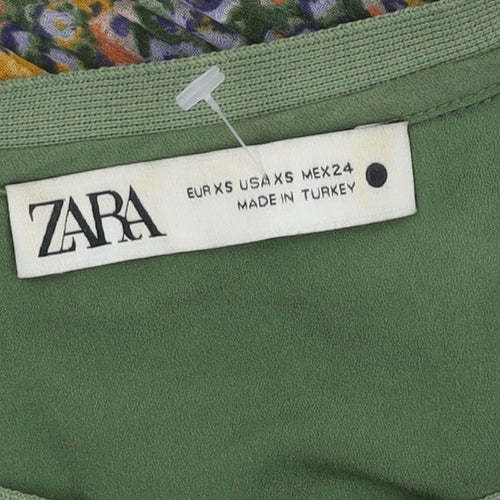 ZARA
EUR XS USA XS MEX 24
MADE IN TURKEY